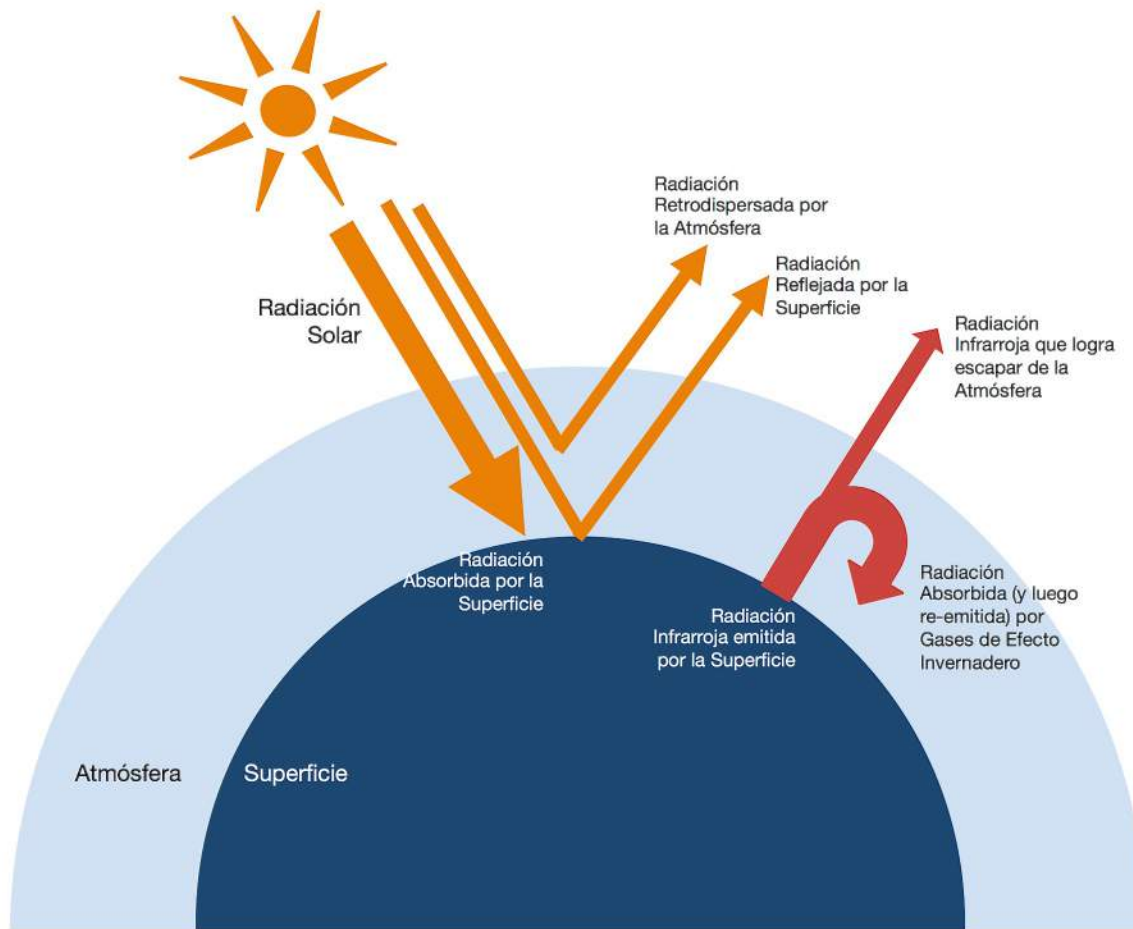 Radiación
Retrodispersada por
la Atmósfera
Radiación
Reflejada por la
Superficie
Radiación
Solar
Radiación
Infrarroja que logra
escapar de la
Atmósfera
Radiación
Absorbida por la
Superficie
Radiación
Infrarroja emitida
por la Superficie
Radiación
Absorbida (y luego
re-emitida) por
Gases de Efecto
Invernadero
Atmósfera
Superficie